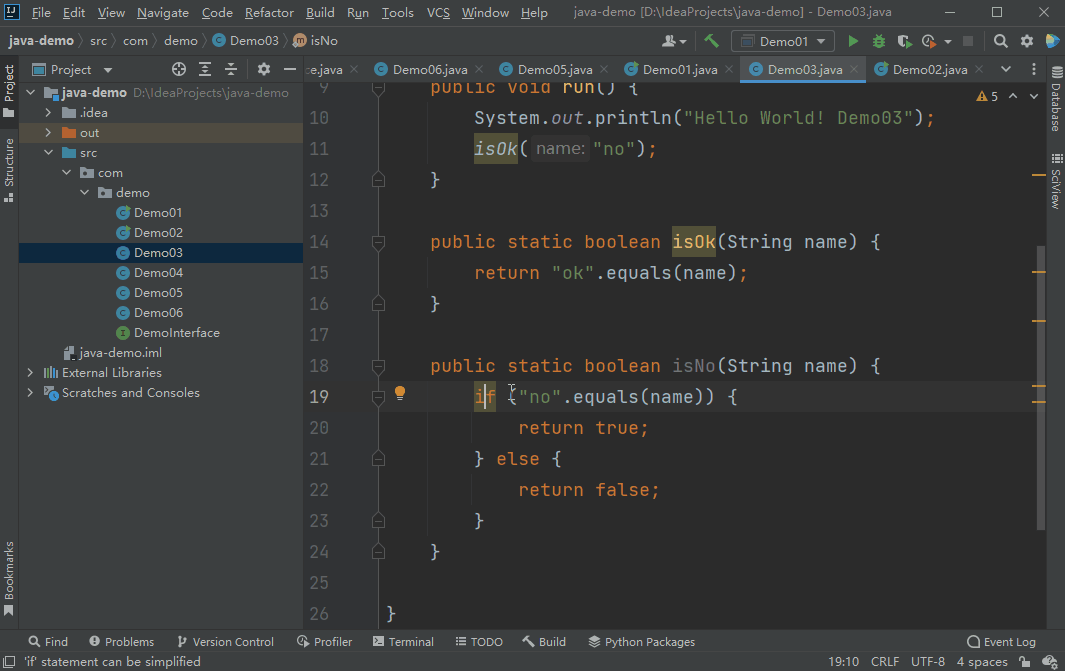 File Edit View Navigate Code Refactor Build Run Tools VCS Window Help java-demo [D:\IdeaProjects\java-demo] - Demo03.java
java-demo src com demo Demo03 isNo Demo01
Project
Structure
Bookmarks
Project
java-demo D:\IdeaProjects\java-demo
.idea
out
src
com
demo
Demo01
Demo02
Demo03
Demo04
Demo05
Demo06
DemoInterface
java-demo.iml
External Libraries
Scratches and Consoles
ce.java Demo06.java Demo05.java Demo01.java Demo03.java Demo02.java
9 public void run() {
10 System.out.println("Hello World! Demo03");
11 isOk( name: "no");
12 }
13
14 public static boolean isOk(String name) {
15 return "ok".equals(name);
16 }
17
18 public static boolean isNo(String name) {
19 if ("no".equals(name)) {
20 return true;
21 } else {
22 return false;
23 }
24 }
25
26 }
5
Database
SciView
Find Problems Version Control Profiler Terminal TODO Build Python Packages Event Log
'if' statement can be simplified 19:10 CRLF UTF-8 4 spaces